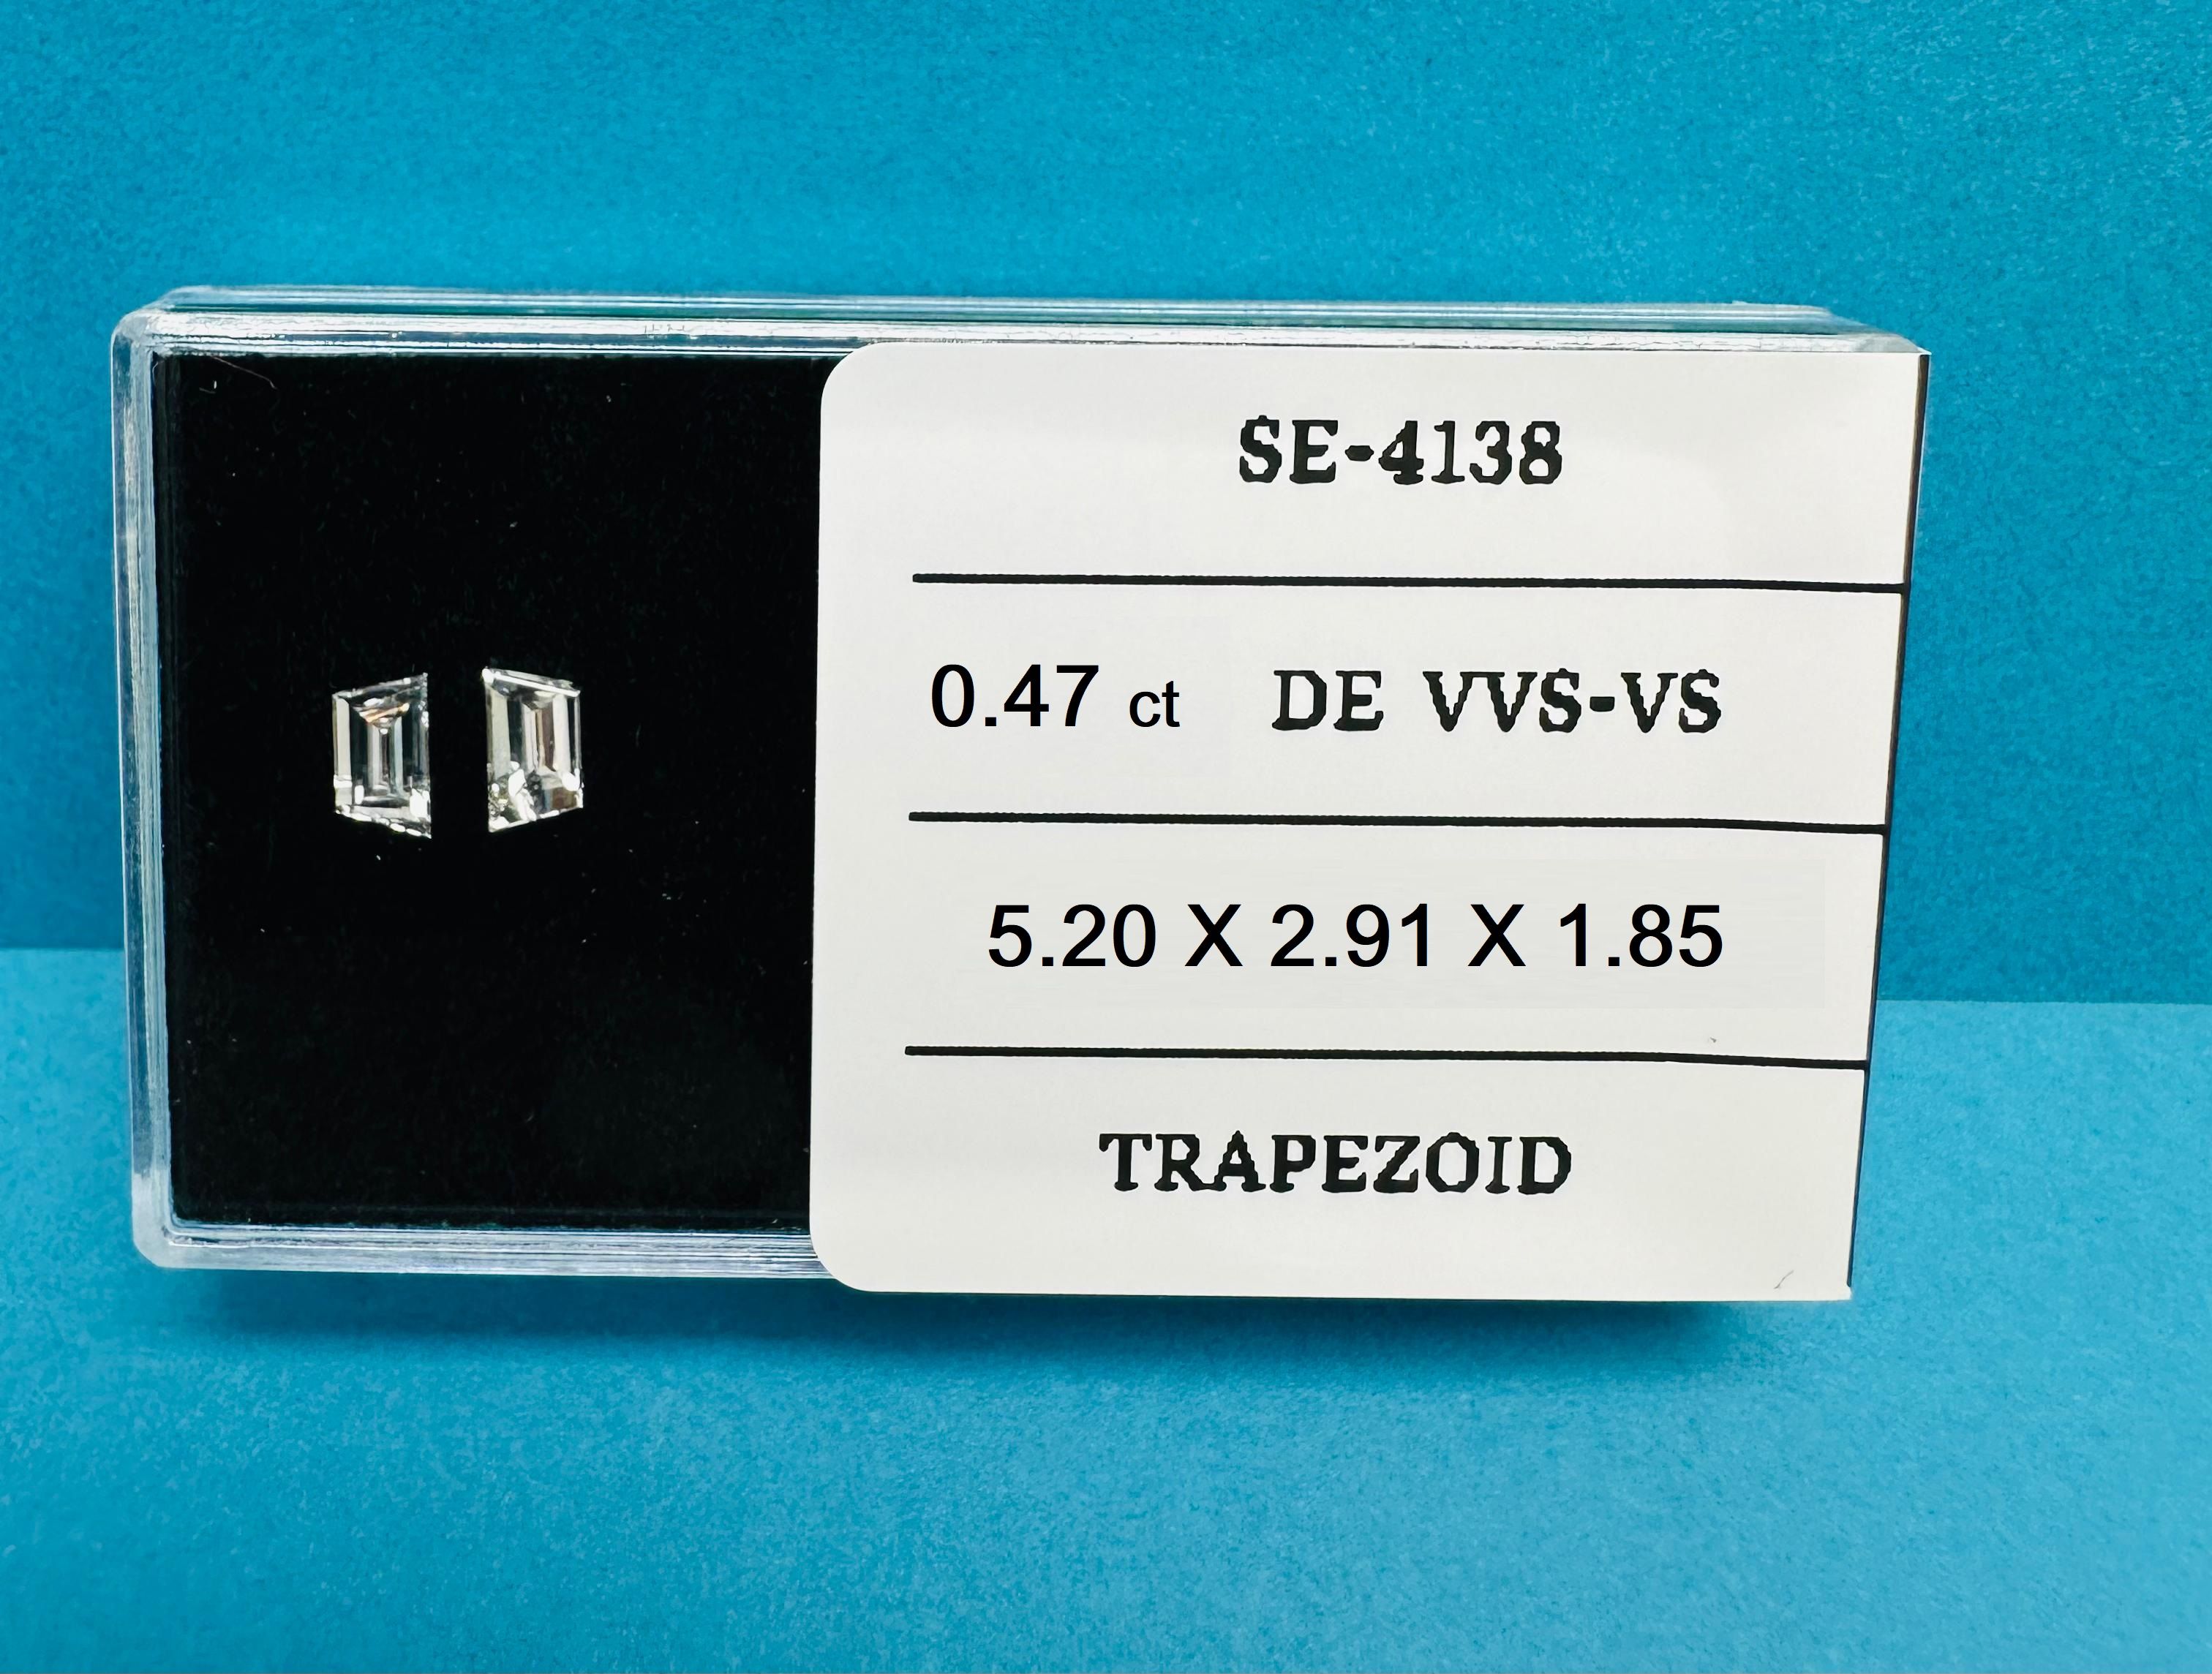 SE-4138
0.47 ct DE VVS-VS
5.20 X 2.91 X 1.85
TRAPEZOID